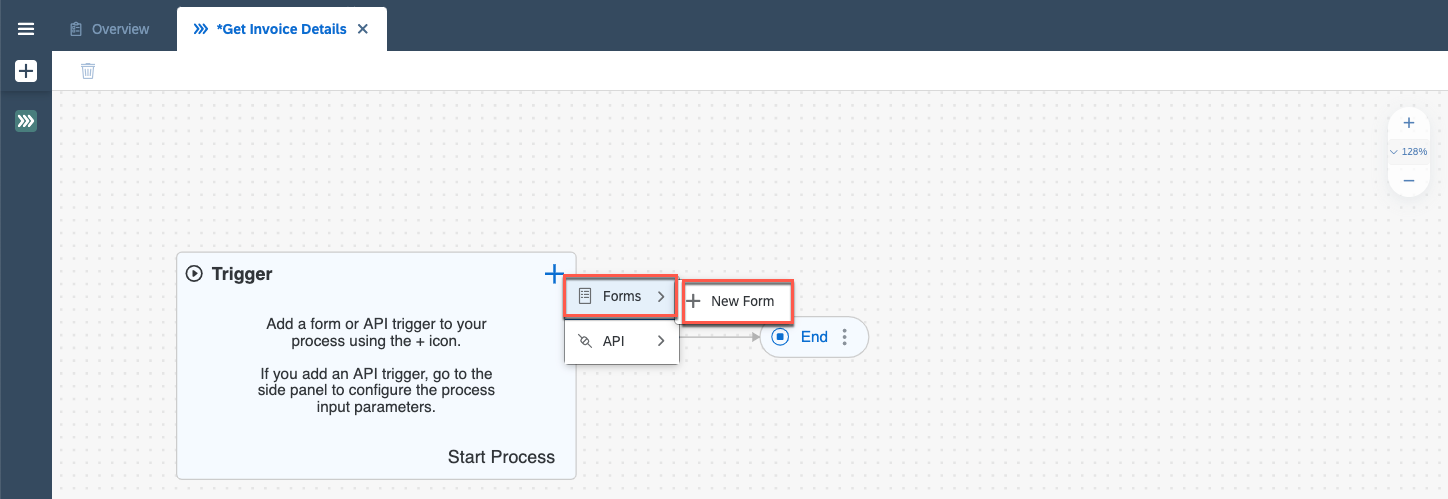 Overview
*Get Invoice Details
128%
Trigger
Forms
New Form
Add a form or API trigger to your
process using the + icon.
API
End
If you add an API trigger, go to the
side panel to configure the process
input parameters.
Start Process